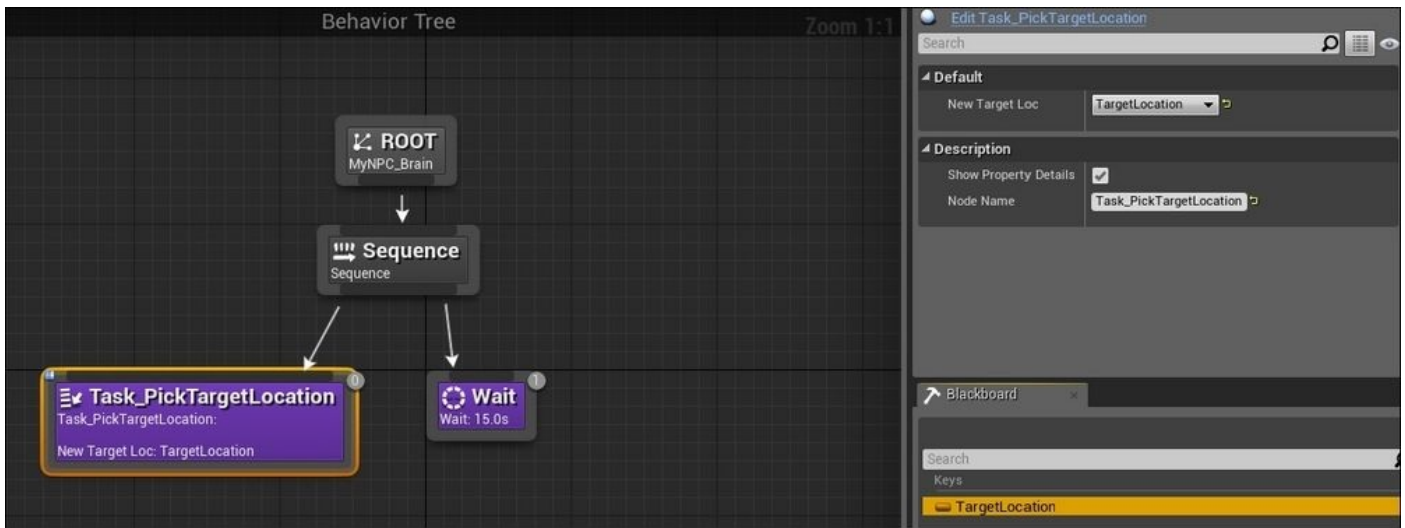 Behavior Tree
Zoom 1:1
ROOT
MyNPC_Brain
Sequence
Sequence
0
Task_PickTargetLocation
Task_PickTargetLocation:
New Target Loc: TargetLocation
1
Wait
Wait: 15.0s
Edit Task_PickTargetLocation
Search
Default
New Target Loc TargetLocation
Description
Show Property Details
Node Name Task_PickTargetLocation
Blackboard
Search
Keys
TargetLocation